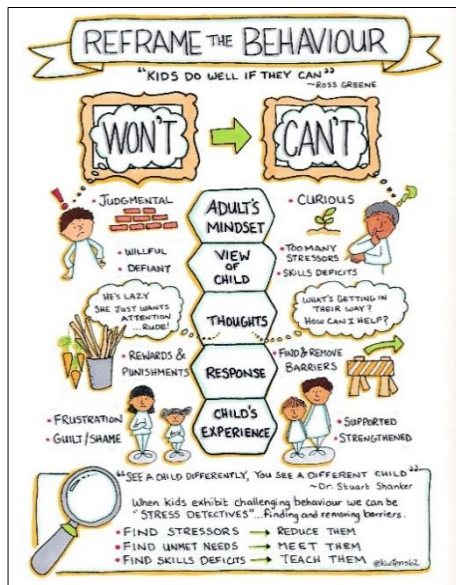 REFRAME THE BEHAVIOUR
"KIDS DO WELL IF THEY CAN"
~ROSS GREENE
WON'T
CAN'T
• JUDGMENTAL
ADULT'S
MINDSET
• CURIOUS
• WILLFUL
• DEFIANT
VIEW
OF
CHILD
• TOO MANY
STRESSORS
• SKILLS DEFICITS
HE'S LAZY
SHE JUST WANTS
ATTENTION
...RUDE!
THOUGHTS
WHAT'S GETTING IN
THEIR WAY?
HOW CAN I HELP?
• REWARDS &
PUNISHMENTS
RESPONSE
• FIND & REMOVE
BARRIERS
• FRUSTRATION
• GUILT/SHAME
CHILD'S
EXPERIENCE
• SUPPORTED
• STRENGTHENED
"SEE A CHILD DIFFERENTLY, YOU SEE A DIFFERENT CHILD"
~Dr. Stuart Shanker
When kids exhibit challenging behaviour we can be
"STRESS DETECTIVES"...finding and removing barriers.
• FIND STRESSORS → REDUCE THEM
• FIND UNMET NEEDS → MEET THEM
• FIND SKILLS DEFICITS → TEACH THEM
@kwiens62